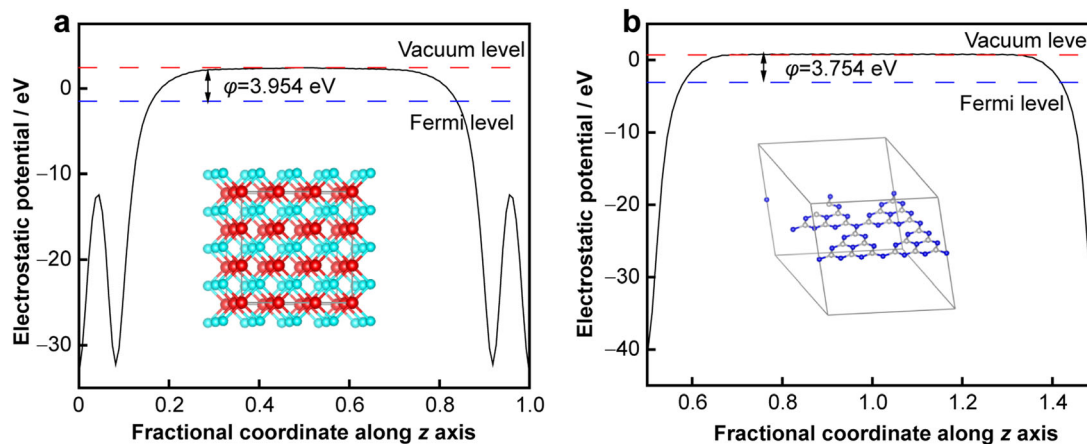 a
Vacuum level
φ=3.954 eV
Fermi level
Electrostatic potential / eV
0
−10
−20
−30
0
0.2
0.4
0.6
0.8
1.0
Fractional coordinate along z axis
b
Vacuum level
φ=3.754 eV
Fermi level
Electrostatic potential / eV
0
−10
−20
−30
−40
0.6
0.8
1.0
1.2
1.4
Fractional coordinate along z axis